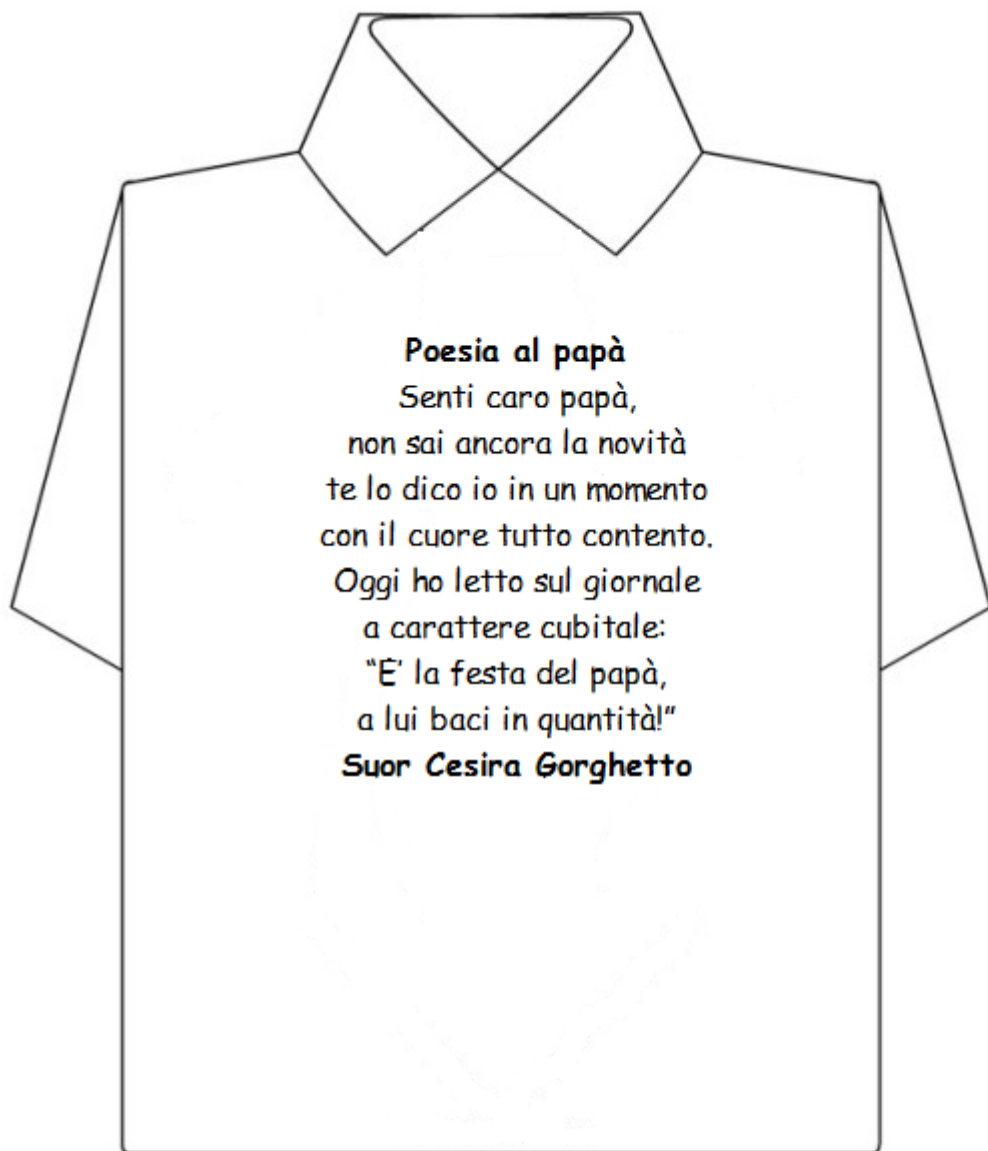 Poesia al papà
Senti caro papà,
non sai ancora la novità
te lo dico io in un momento
con il cuore tutto contento.
Oggi ho letto sul giornale
a carattere cubitale:
“E’ la festa del papà,
a lui baci in quantità!”
Suor Cesira Gorghetto